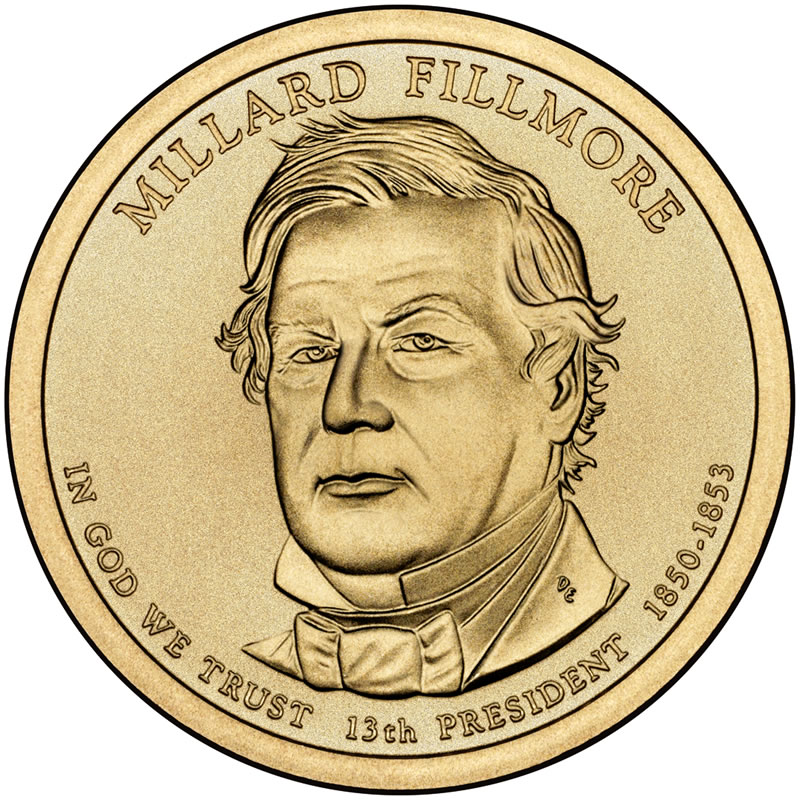 MILLARD FILLMORE
IN GOD WE TRUST 13th PRESIDENT 1850-1853
DE